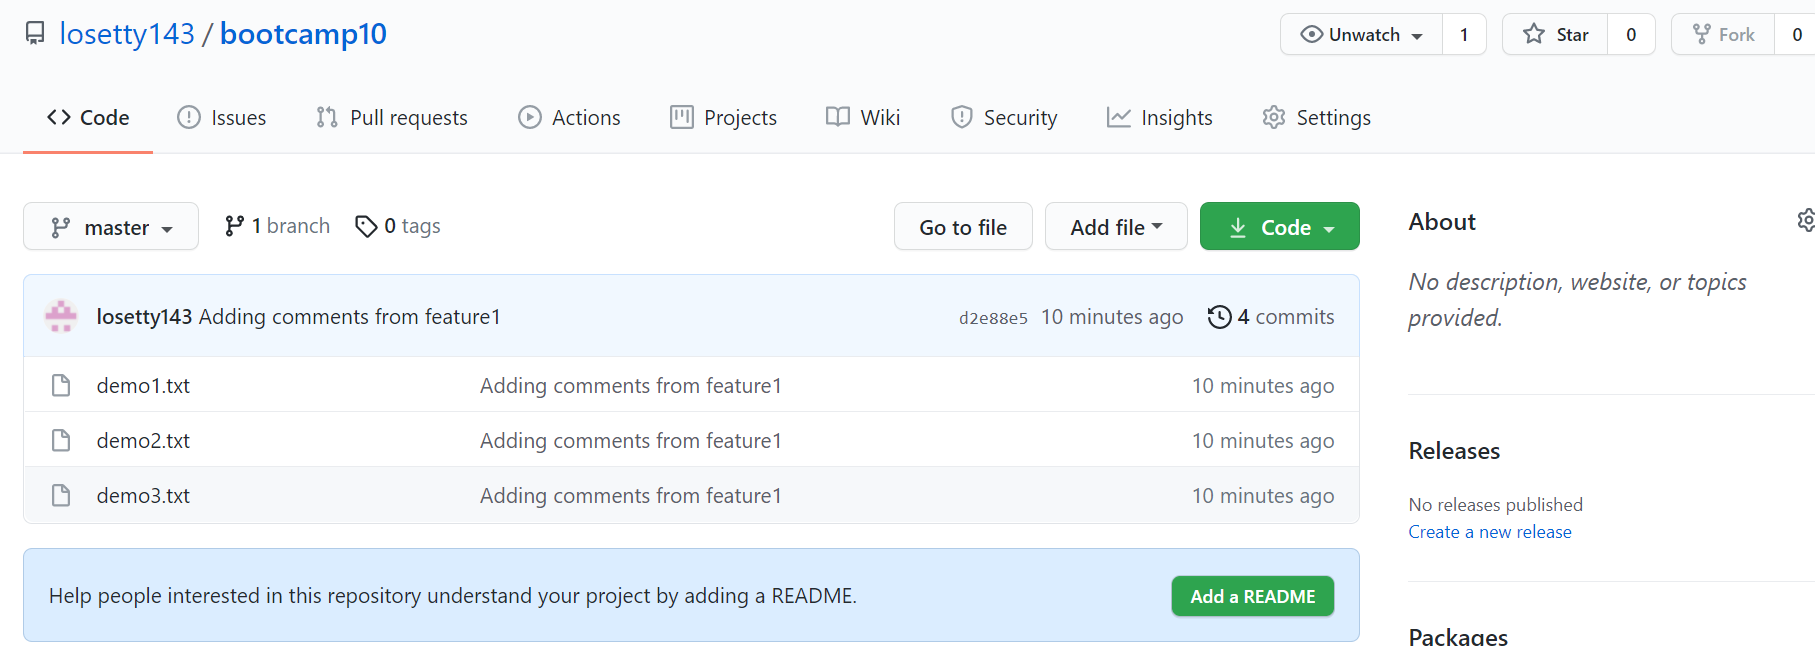 losetty143 / bootcamp10
Unwatch 1 Star 0 Fork 0
Code Issues Pull requests Actions Projects Wiki Security Insights Settings
master 1 branch 0 tags Go to file Add file Code
losetty143 Adding comments from feature1 d2e88e5 10 minutes ago 4 commits
demo1.txt Adding comments from feature1 10 minutes ago
demo2.txt Adding comments from feature1 10 minutes ago
demo3.txt Adding comments from feature1 10 minutes ago
Help people interested in this repository understand your project by adding a README. Add a README
About
No description, website, or topics
provided.
Releases
No releases published
Create a new release
Packages